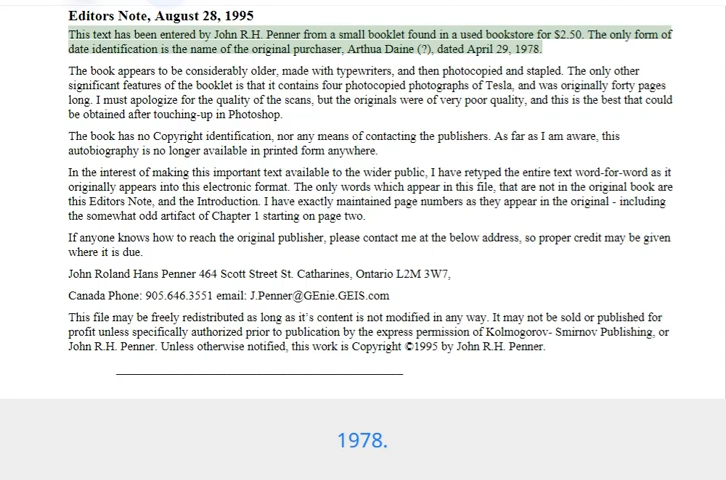 Editors Note, August 28, 1995
This text has been entered by John R.H. Penner from a small booklet found in a used bookstore for $2.50. The only form of
date identification is the name of the original purchaser, Arthua Daine (?), dated April 29, 1978.
The book appears to be considerably older, made with typewriters, and then photocopied and stapled. The only other
significant features of the booklet is that it contains four photocopied photographs of Tesla, and was originally forty pages
long. I must apologize for the quality of the scans, but the originals were of very poor quality, and this is the best that could
be obtained after touching-up in Photoshop.
The book has no Copyright identification, nor any means of contacting the publishers. As far as I am aware, this
autobiography is no longer available in printed form anywhere.
In the interest of making this important text available to the wider public, I have retyped the entire text word-for-word as it
originally appears into this electronic format. The only words which appear in this file, that are not in the original book are
this Editors Note, and the Introduction. I have exactly maintained page numbers as they appear in the original - including
the somewhat odd artifact of Chapter 1 starting on page two.
If anyone knows how to reach the original publisher, please contact me at the below address, so proper credit may be given
where it is due.
John Roland Hans Penner 464 Scott Street St. Catharines, Ontario L2M 3W7,
Canada Phone: 905.646.3551 email: J.Penner@GEnie.GEIS.com
This file may be freely redistributed as long as it's content is not modified in any way. It may not be sold or published for
profit unless specifically authorized prior to publication by the express permission of Kolmogorov- Smirnov Publishing, or
John R.H. Penner. Unless otherwise notified, this work is Copyright ©1995 by John R.H. Penner.
1978.